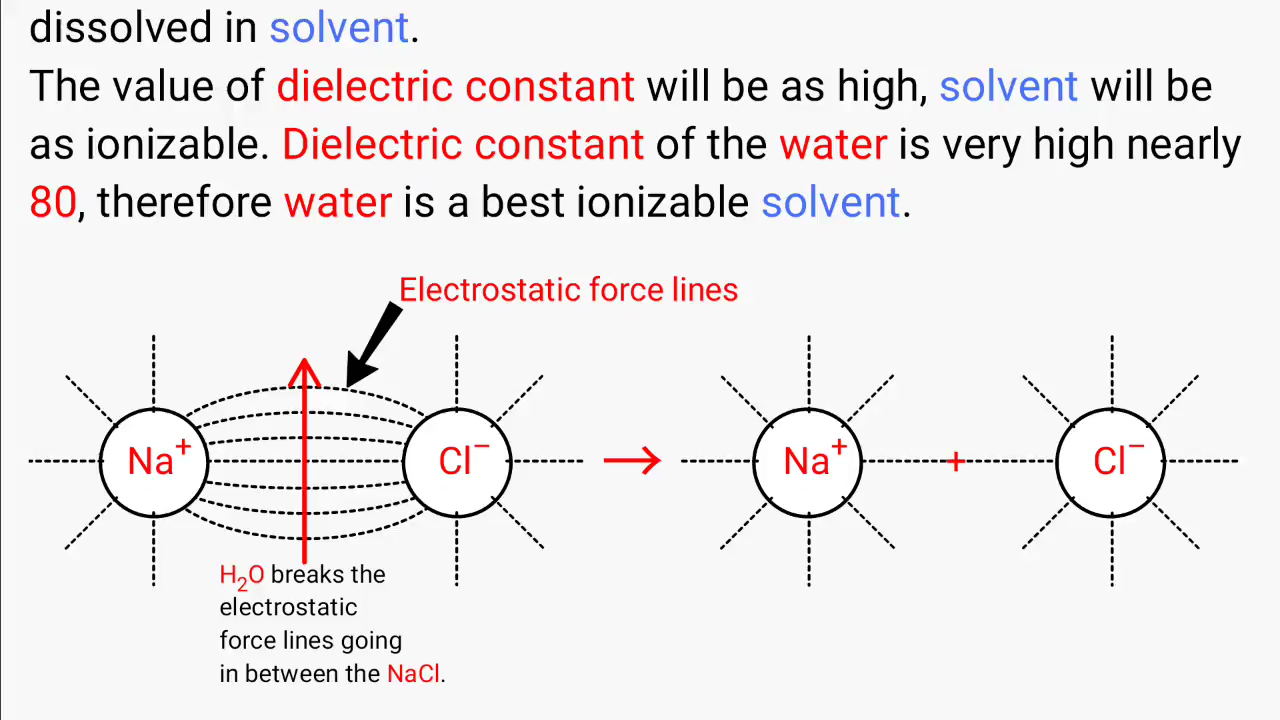 dissolved in solvent.
The value of dielectric constant will be as high, solvent will be
as ionizable. Dielectric constant of the water is very high nearly
80, therefore water is a best ionizable solvent.
Electrostatic force lines
Na⁺ Cl⁻ → Na⁺ + Cl⁻
H₂O breaks the
electrostatic
force lines going
in between the NaCl.